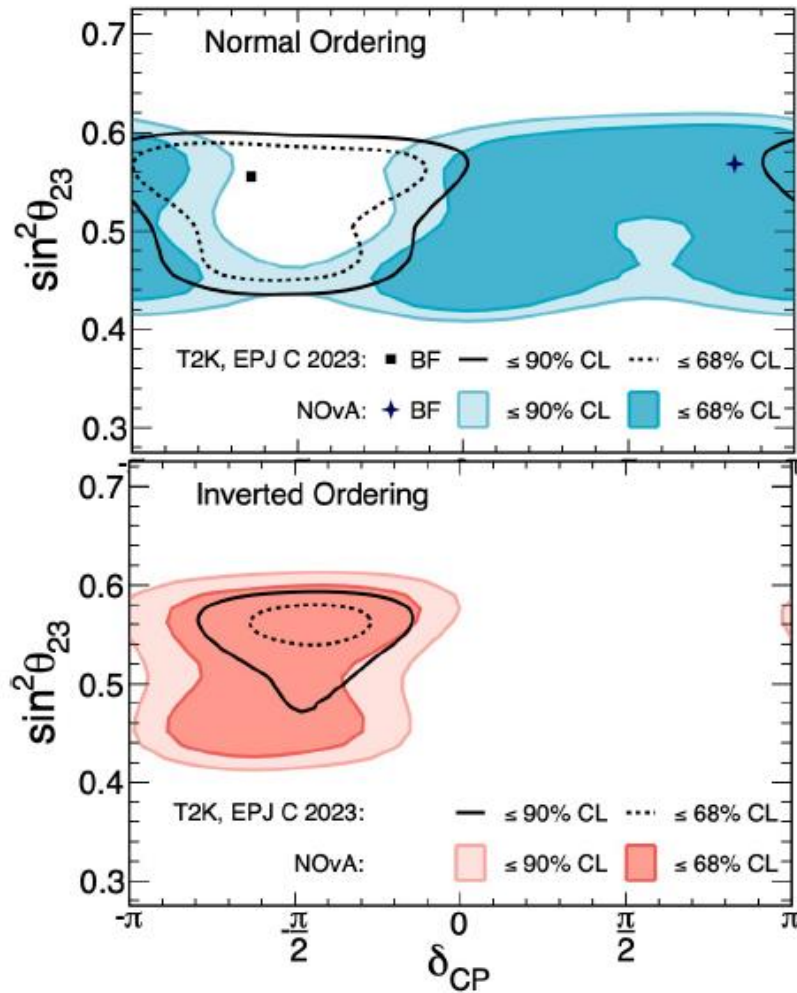 0.7
Normal Ordering
0.6
0.5
sin²θ₂₃
0.4
T2K, EPJ C 2023: BF ≤ 90% CL ≤ 68% CL
NOvA: BF ≤ 90% CL ≤ 68% CL
0.3
0.7
Inverted Ordering
0.6
0.5
sin²θ₂₃
0.4
T2K, EPJ C 2023: ≤ 90% CL ≤ 68% CL
NOvA: ≤ 90% CL ≤ 68% CL
0.3
-π -π/2 0 π/2 π
δCP